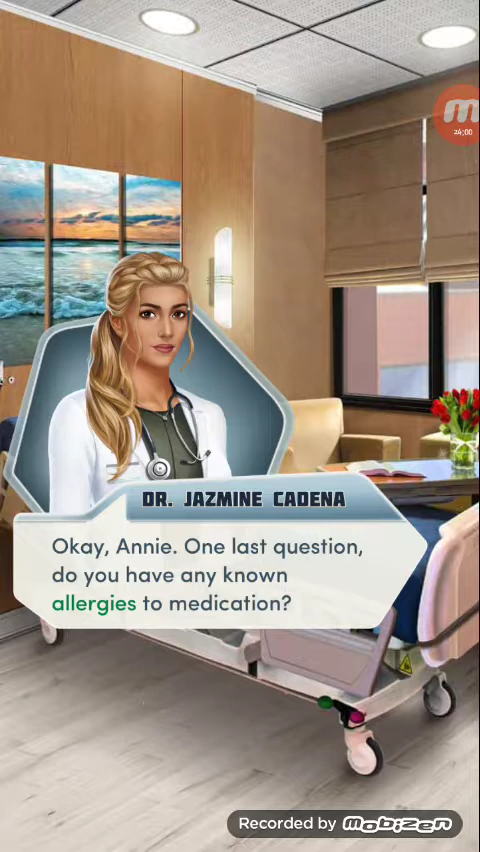 24:00
DR. JAZMINE CADENA
Okay, Annie. One last question,
do you have any known
allergies to medication?
Recorded by mobizen